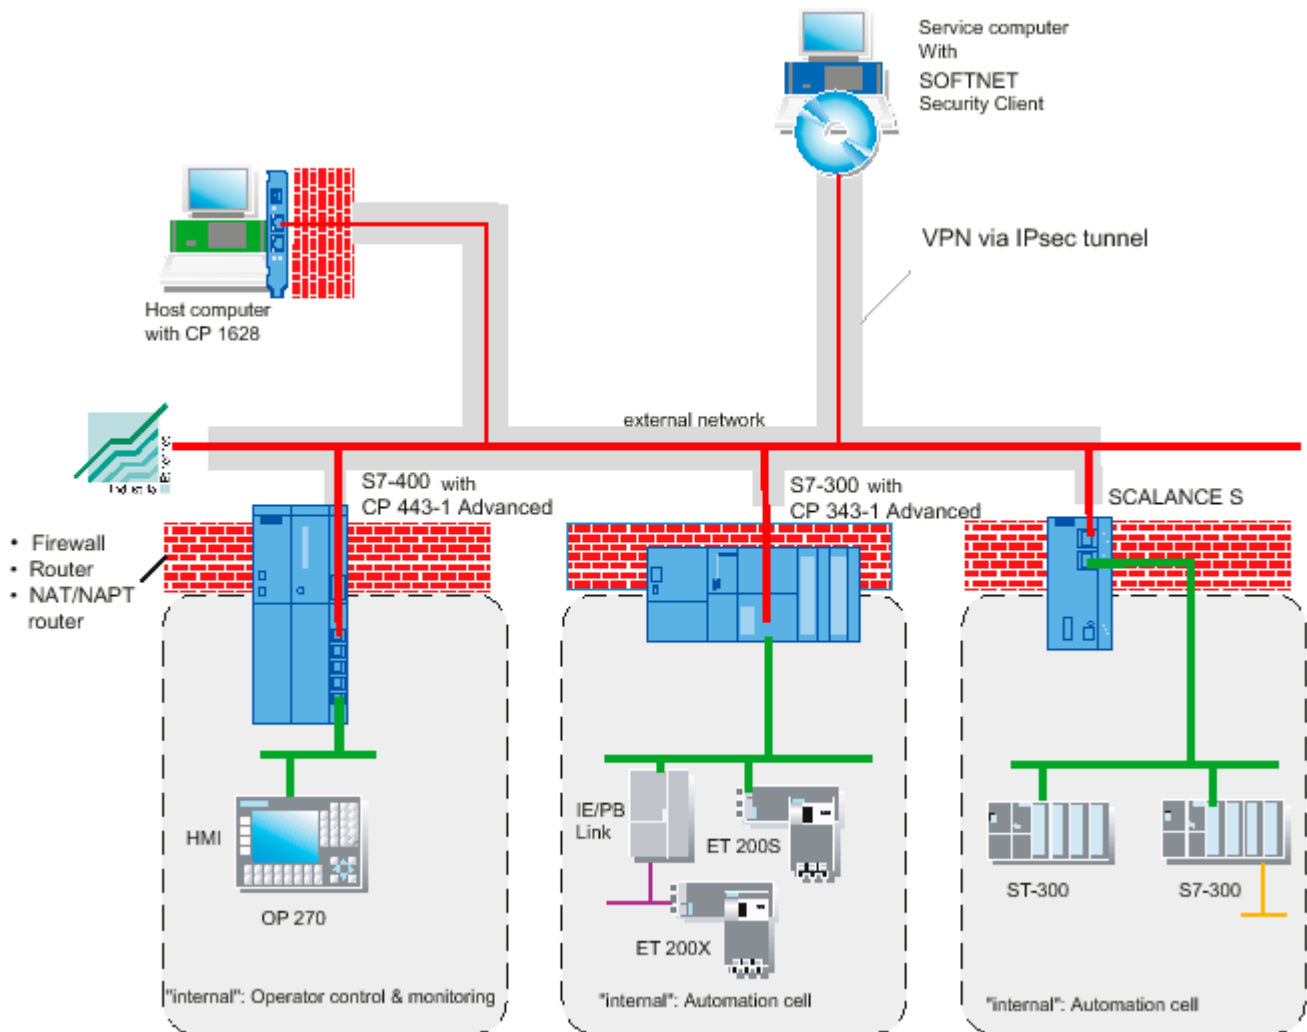 Service computer
With
SOFTNET
Security Client
VPN via IPsec tunnel
Host computer
with CP 1628
external network
Industrial
Ethernet
S7-400 with
CP 443-1 Advanced
S7-300 with
CP 343-1 Advanced
SCALANCE S
• Firewall
• Router
• NAT/NAPT
router
HMI
OP 270
IE/PB
Link
ET 200S
ET 200X
ST-300
S7-300
"internal": Operator control & monitoring
"internal": Automation cell
"internal": Automation cell